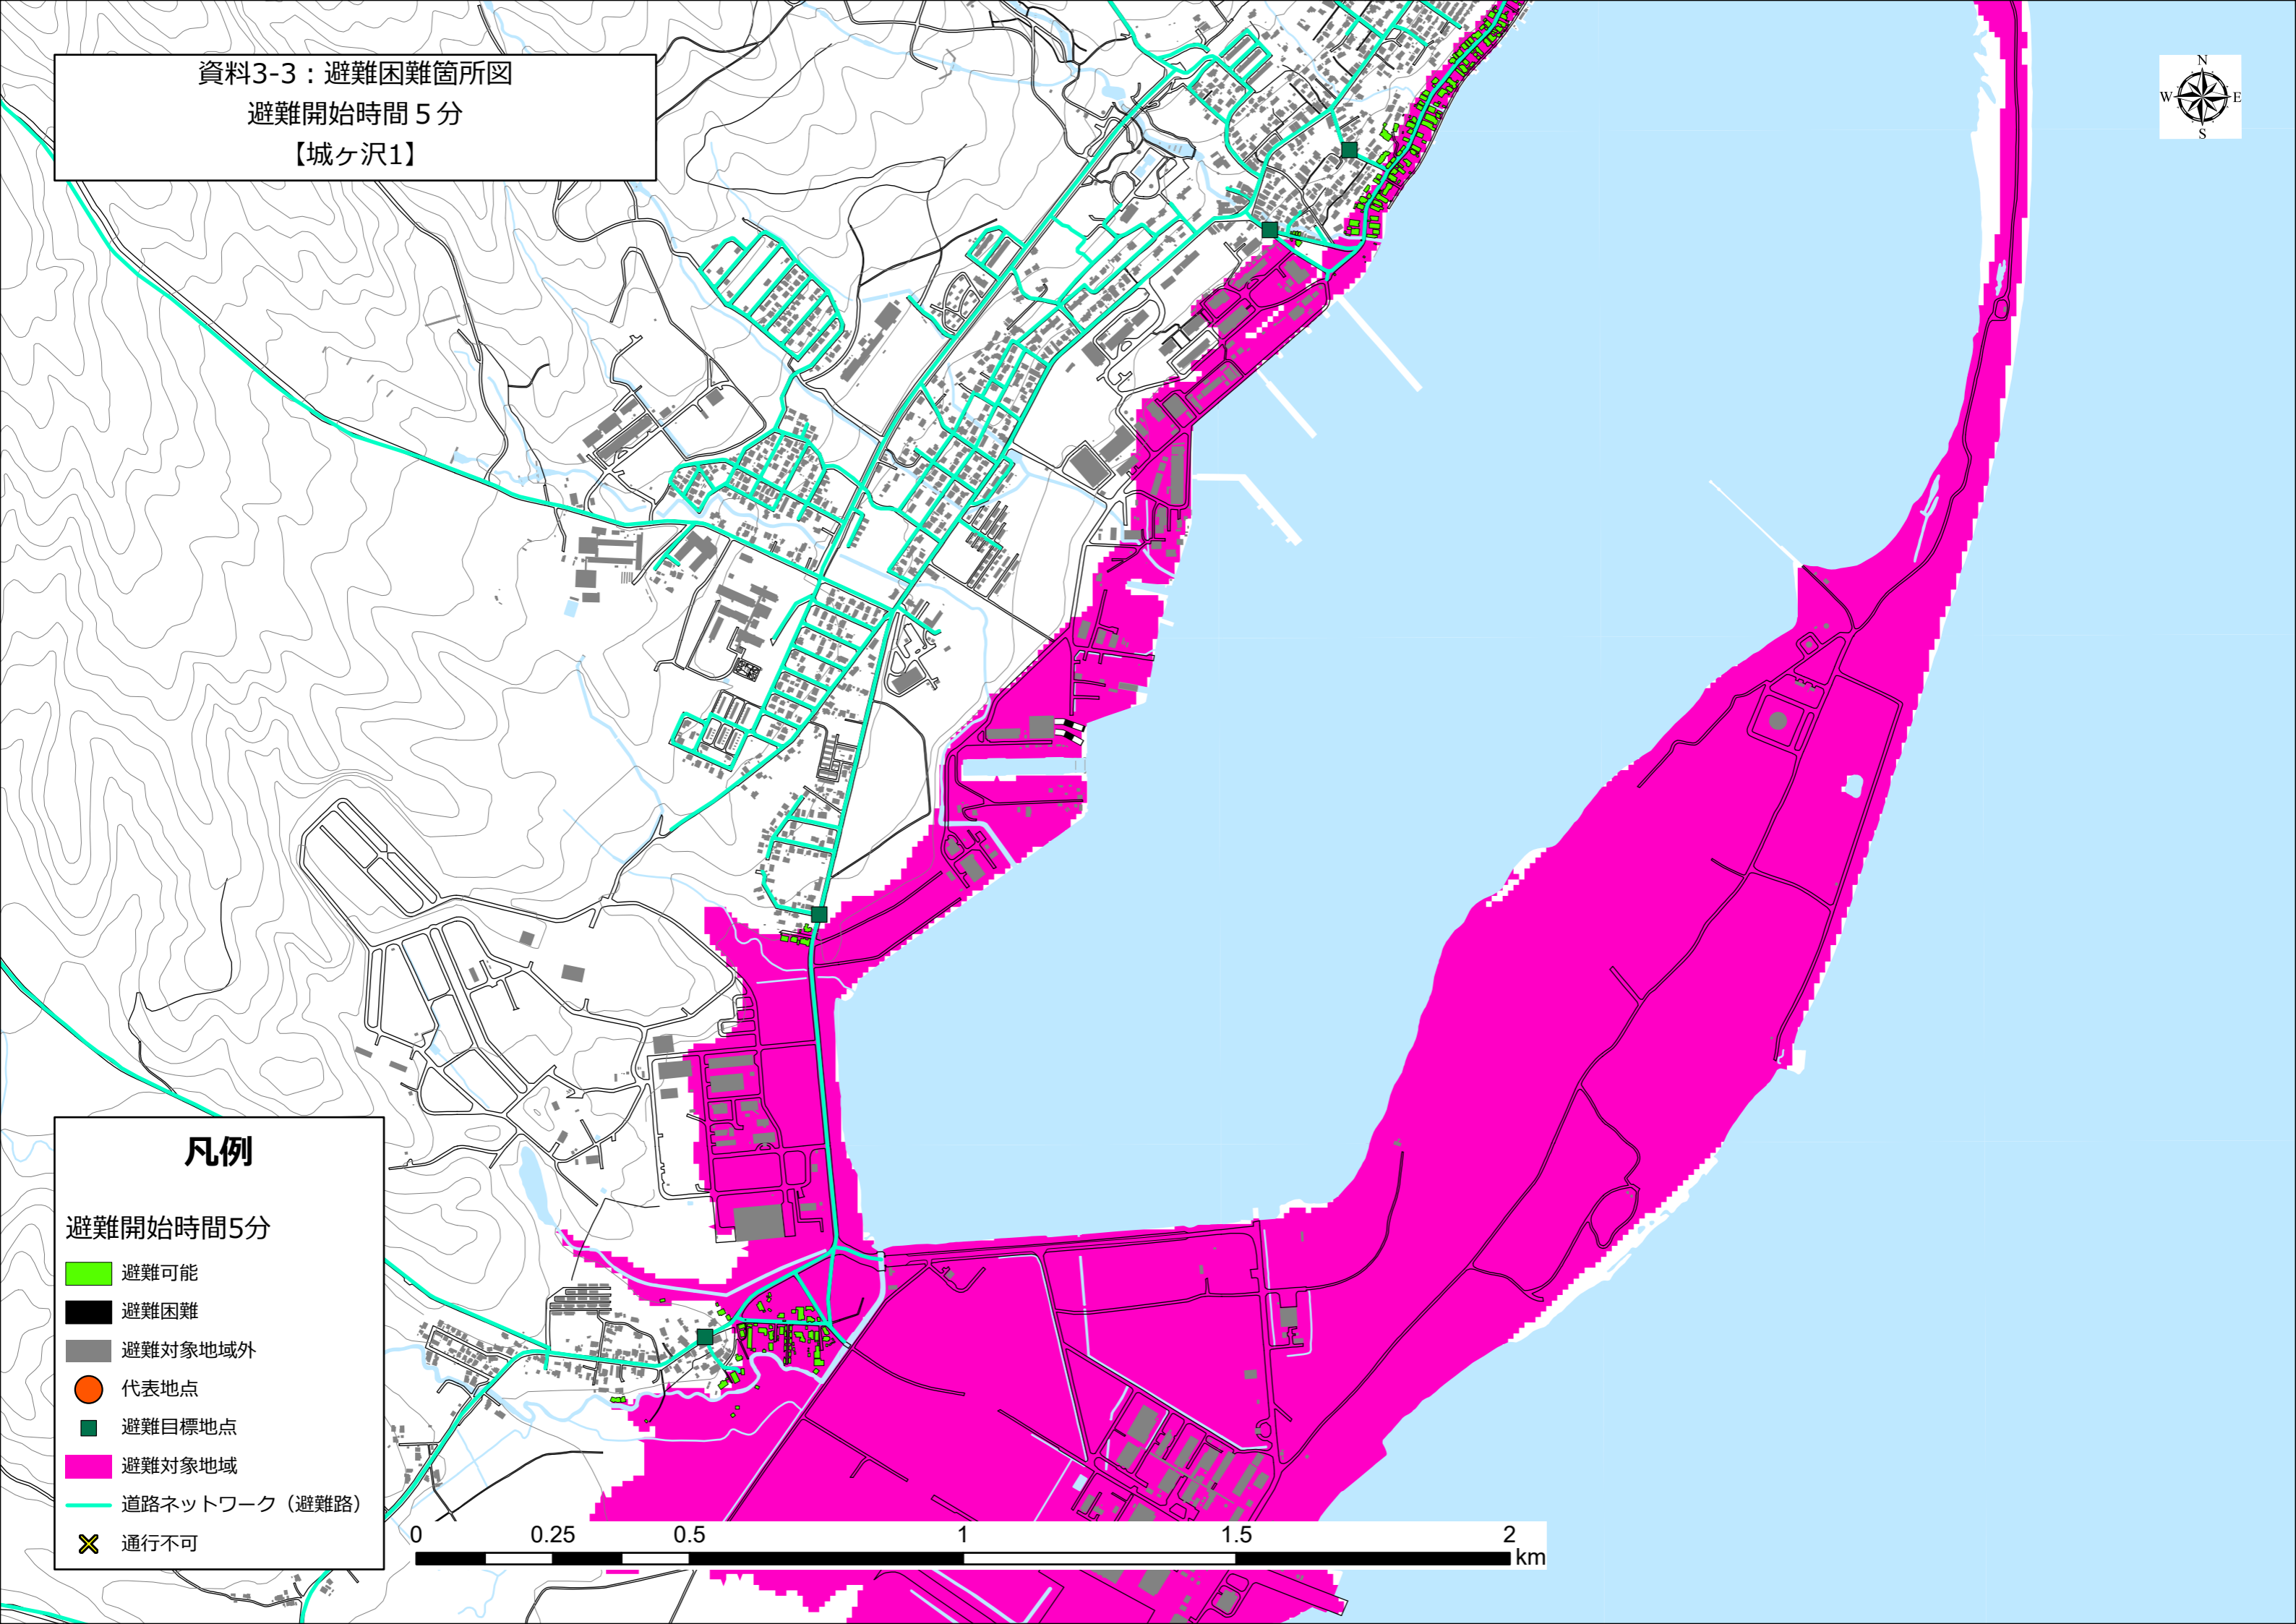 資料3-3：避難困難箇所図
避難開始時間５分
【城ヶ沢1】
N
W E
S
凡例
避難開始時間5分
避難可能
避難困難
避難対象地域外
代表地点
避難目標地点
避難対象地域
道路ネットワーク（避難路）
通行不可
0 0.25 0.5 1 1.5 2
km